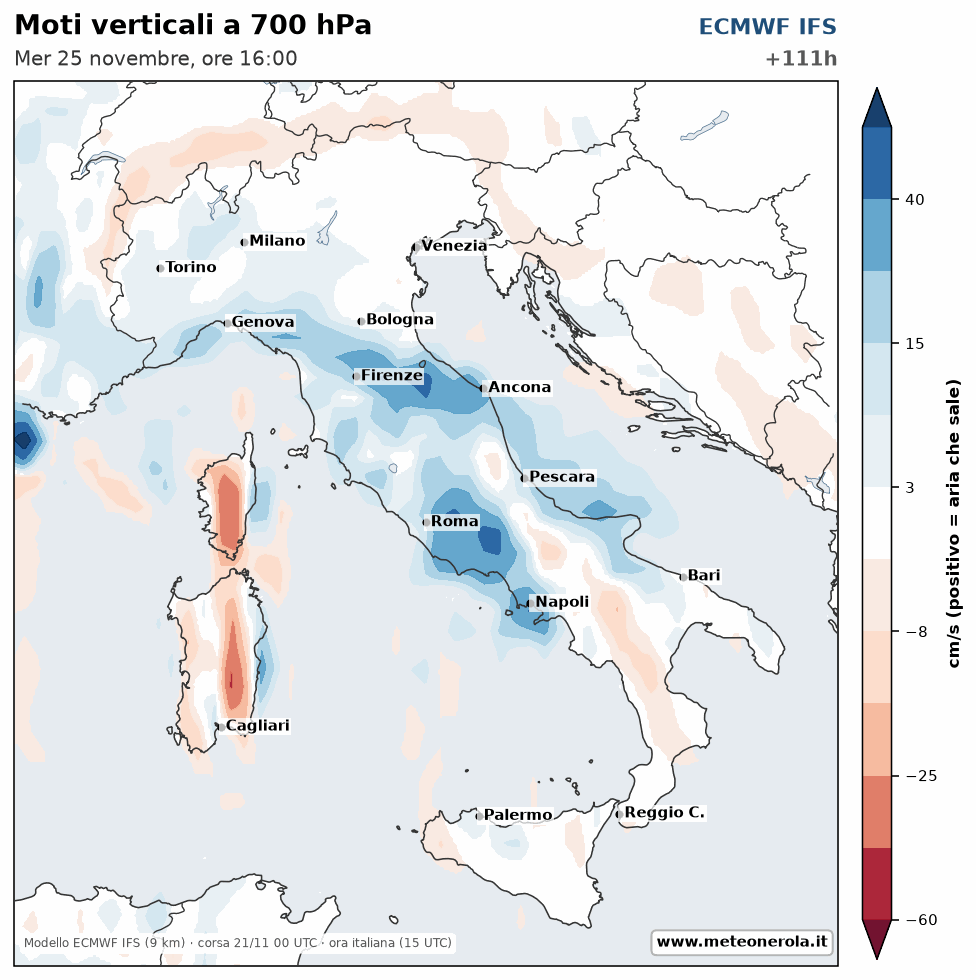 Moti verticali a 700 hPa
ECMWF IFS
Mer 25 novembre, ore 16:00
+111h
Milano
Venezia
Torino
Genova
Bologna
Firenze
Ancona
Pescara
Roma
Bari
Napoli
Cagliari
Palermo
Reggio C.
40
15
3
−8
−25
−60
cm/s (positivo = aria che sale)
Modello ECMWF IFS (9 km) · corsa 21/11 00 UTC · ora italiana (15 UTC)
www.meteonerola.it